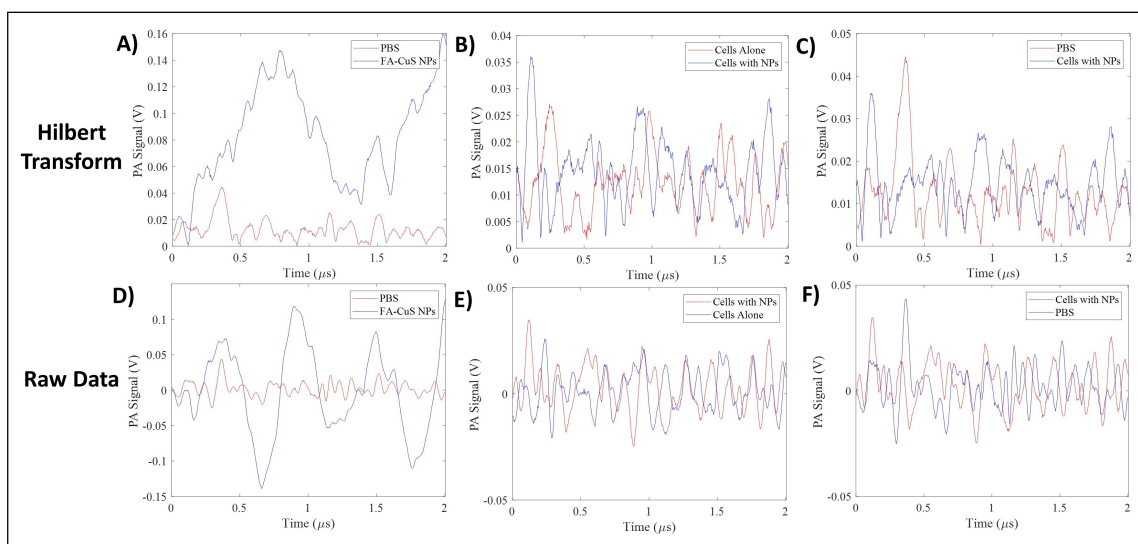 A)
0.16
0.14
0.12
0.1
0.08
0.06
0.04
0.02
0
PA Signal (V)
PBS
FA-CuS NPs
0 0.5 1 1.5 2
Time (μs)
B)
0.04
0.035
0.03
0.025
0.02
0.015
0.01
0.005
0
PA Signal (V)
Cells Alone
Cells with NPs
0 0.5 1 1.5 2
Time (μs)
C)
0.05
0.04
0.03
0.02
0.01
0
PA Signal (V)
PBS
Cells with NPs
0 0.5 1 1.5 2
Time (μs)
Hilbert
Transform
D)
0.1
0.05
0
-0.05
-0.1
-0.15
PA Signal (V)
PBS
FA-CuS NPs
0 0.5 1 1.5 2
Time (μs)
E)
0.05
0
-0.05
PA Signal (V)
Cells with NPs
Cells Alone
0 0.5 1 1.5 2
Time (μs)
F)
0.05
0
-0.05
PA Signal (V)
Cells with NPs
PBS
0 0.5 1 1.5 2
Time (μs)
Raw Data